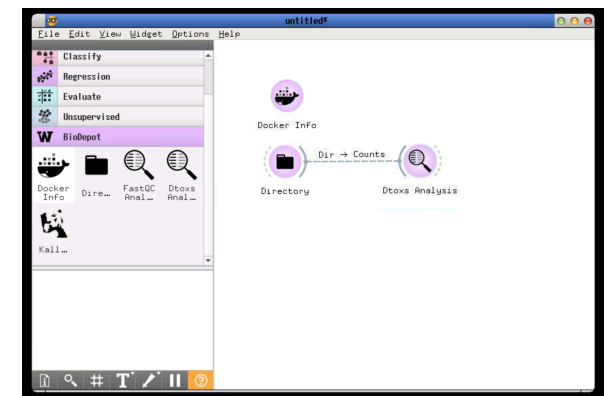 untitled*
File Edit View Widget Options Help
Classify
Regression
Evaluate
Unsupervised
W BioDepot
Docker Info
Dire…
FastQC Anal…
Dtoxs Anal…
Kall…
Docker Info
Dir → Counts
Directory
Dtoxs Analysis